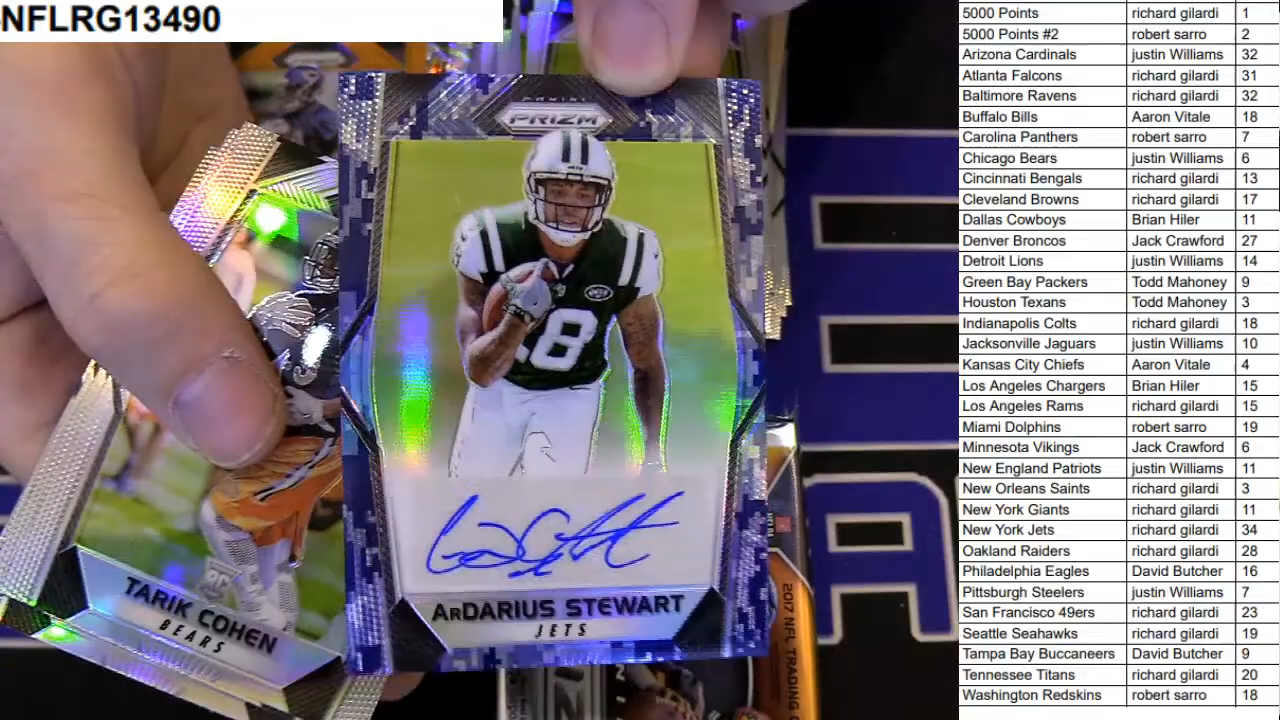 NFLRG13490
PANINI
PRIZM
JETS
18
ArDARIUS STEWART
JETS
TARIK COHEN
BEARS
2017 NFL TRADING
5000 Points richard gilardi 1
5000 Points #2 robert sarro 2
Arizona Cardinals justin Williams 32
Atlanta Falcons richard gilardi 31
Baltimore Ravens richard gilardi 32
Buffalo Bills Aaron Vitale 18
Carolina Panthers robert sarro 7
Chicago Bears justin Williams 6
Cincinnati Bengals richard gilardi 13
Cleveland Browns richard gilardi 17
Dallas Cowboys Brian Hiler 11
Denver Broncos Jack Crawford 27
Detroit Lions justin Williams 14
Green Bay Packers Todd Mahoney 9
Houston Texans Todd Mahoney 3
Indianapolis Colts richard gilardi 18
Jacksonville Jaguars justin Williams 10
Kansas City Chiefs Aaron Vitale 4
Los Angeles Chargers Brian Hiler 15
Los Angeles Rams richard gilardi 15
Miami Dolphins robert sarro 19
Minnesota Vikings Jack Crawford 6
New England Patriots justin Williams 11
New Orleans Saints richard gilardi 3
New York Giants richard gilardi 11
New York Jets richard gilardi 34
Oakland Raiders richard gilardi 28
Philadelphia Eagles David Butcher 16
Pittsburgh Steelers justin Williams 7
San Francisco 49ers richard gilardi 23
Seattle Seahawks richard gilardi 19
Tampa Bay Buccaneers David Butcher 9
Tennessee Titans richard gilardi 20
Washington Redskins robert sarro 18